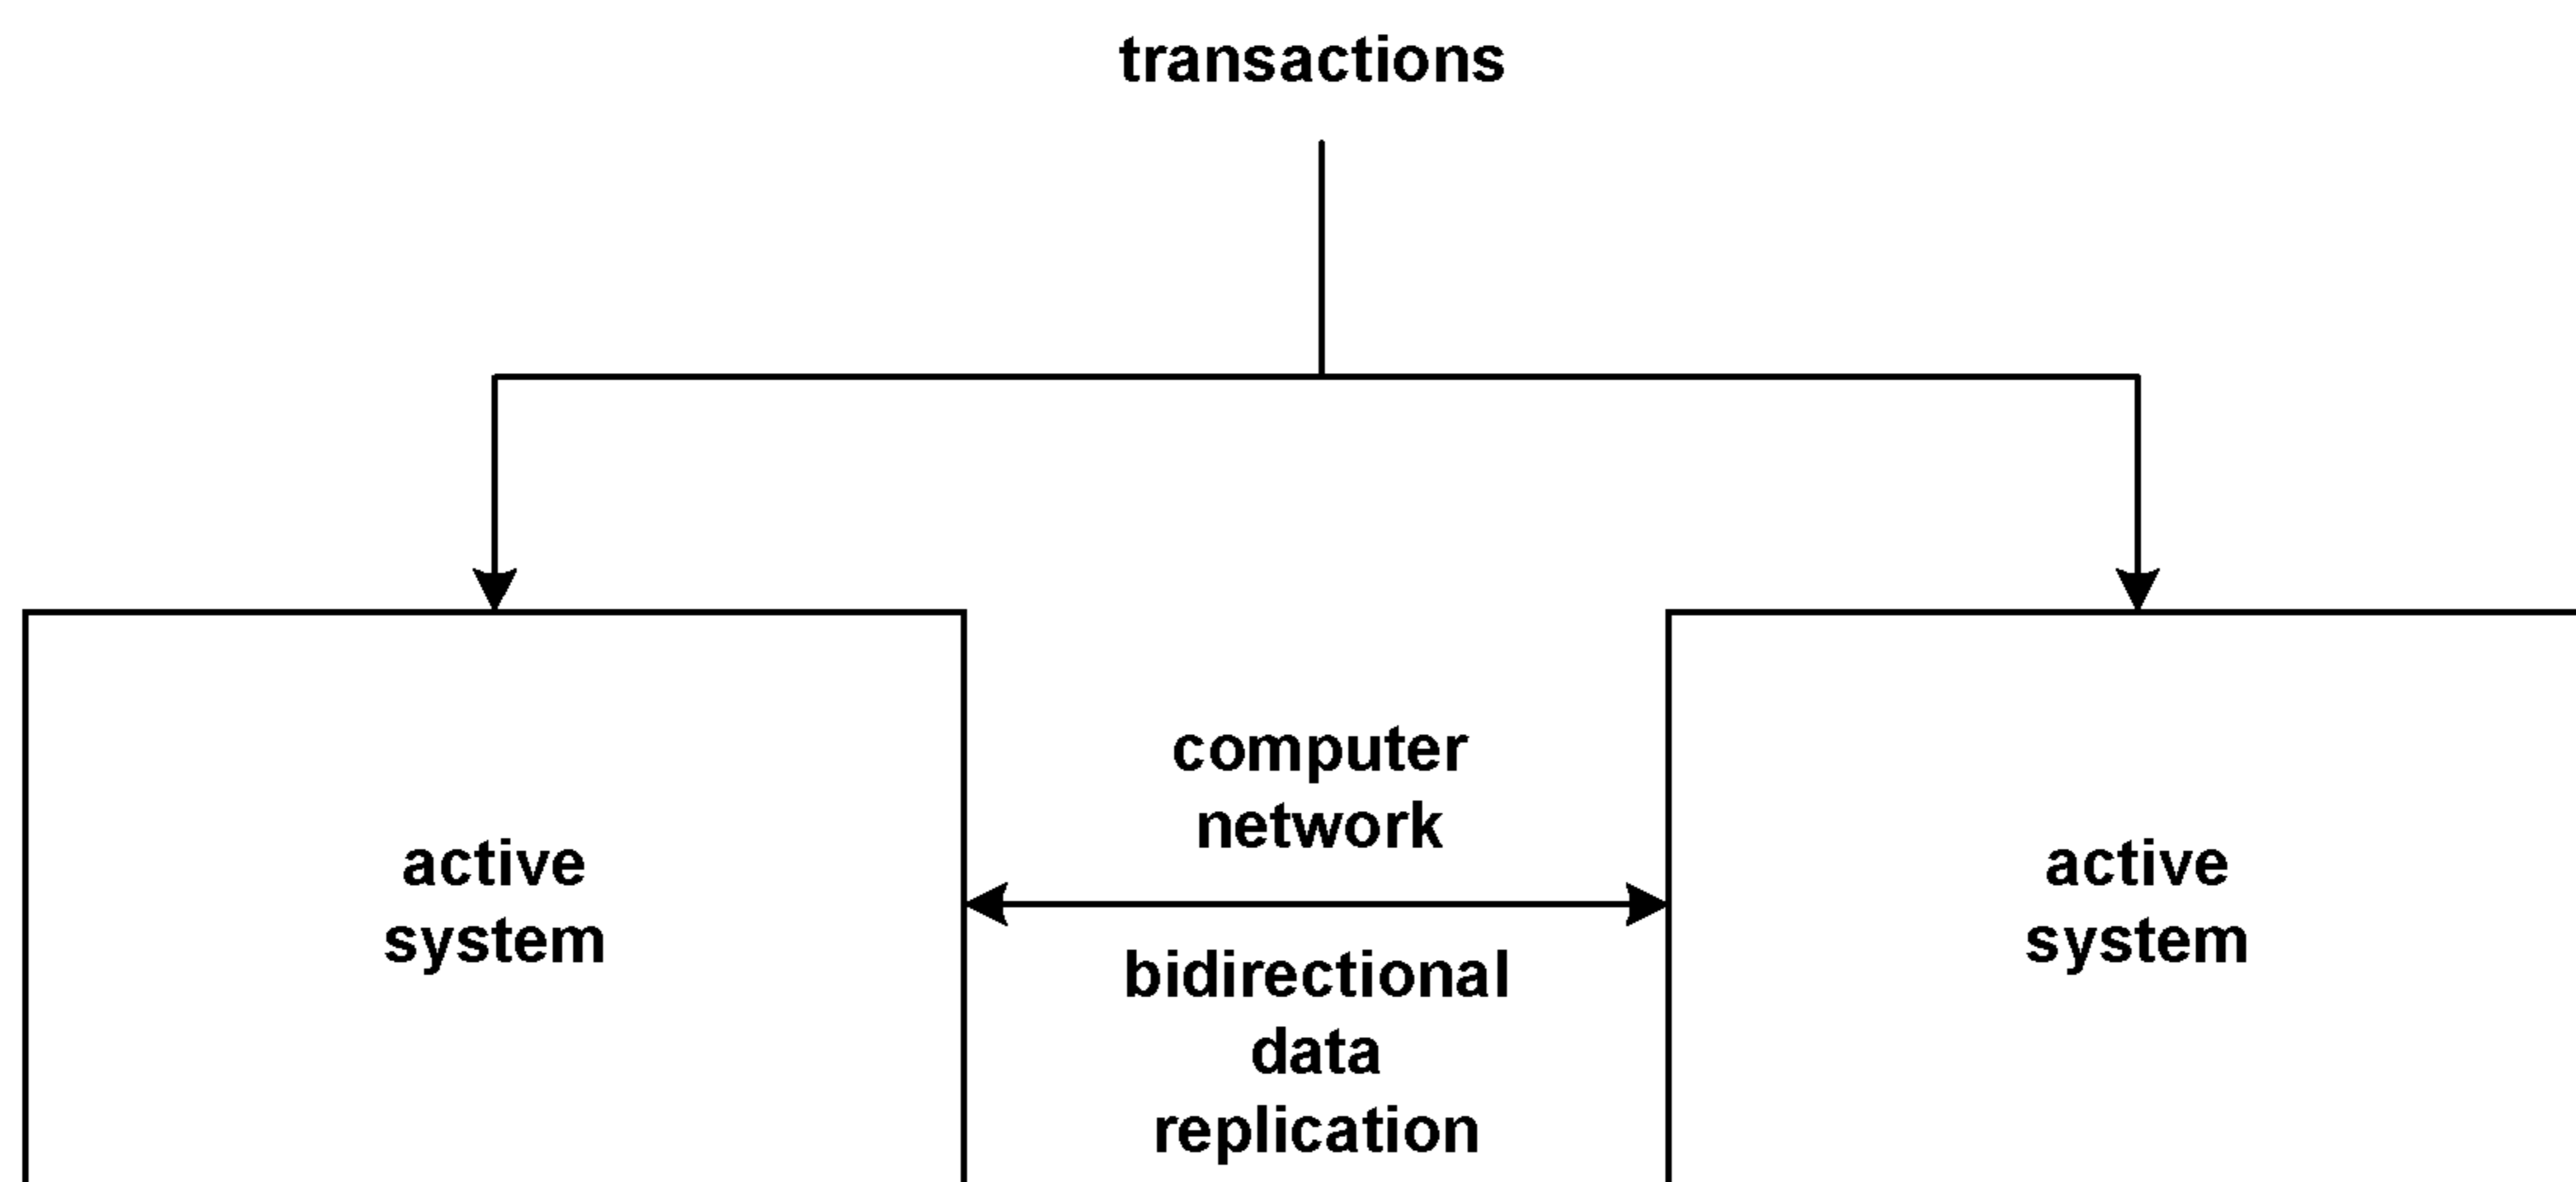 transactions
computer
network
active
system
active
system
bidirectional
data
replication